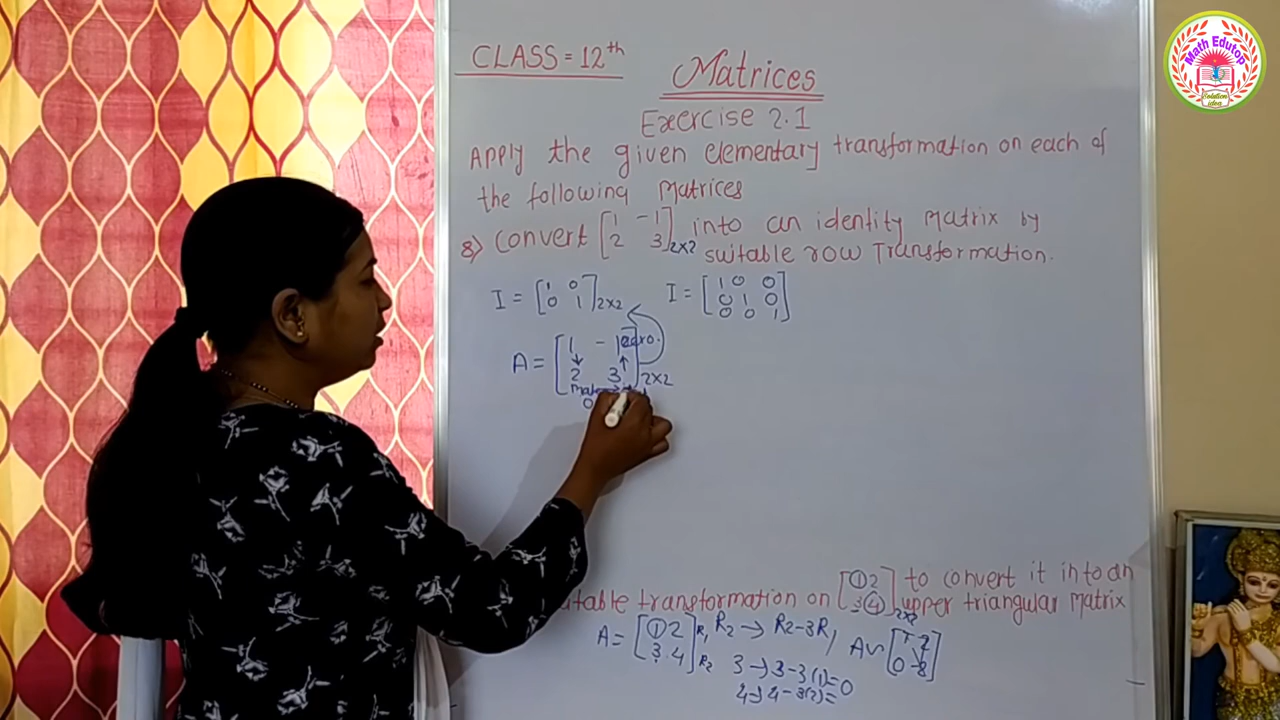 CLASS = 12th
Matrices
Exercise 2.1
Apply the given elementary transformation on each of
the following Matrices
8) Convert [1 -1
2 3]2×2 into an identity Matrix by
suitable row Transformation.
I = [1 0
0 1]2×2
I = [1 0 0
0 1 0
0 0 1]
A = [1 -1 zero.
2 3]2×2
0
itable transformation on [1 2
3 4]2×2 to convert it into an
upper triangular Matrix
A = [1 2
3 4] R1
R2
R2 → R2-3R1
3 → 3-3(1)=0
4 → 4-3(2)=
A ~ [1 2
0
Math Edutop
Solution idea